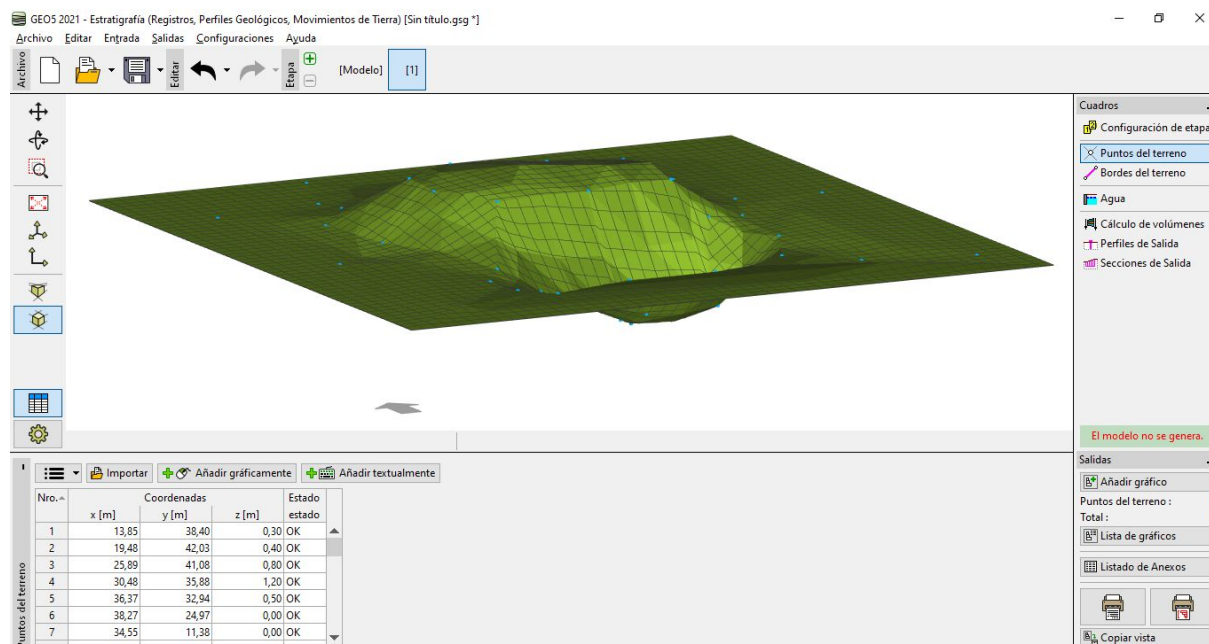 GEO5 2021 - Estratigrafía (Registros, Perfiles Geológicos, Movimientos de Tierra) [Sin título.gsg *]
Archivo Editar Entrada Salidas Configuraciones Ayuda
Archivo
Editar
Etapa
[Modelo] [1]
Cuadros
Configuración de etapa
Puntos del terreno
Bordes del terreno
Agua
Cálculo de volúmenes
Perfiles de Salida
Secciones de Salida
El modelo no se genera.
Importar Añadir gráficamente Añadir textualmente
Nro. Coordenadas Estado
x [m] y [m] z [m] estado
1 13,85 38,40 0,30 OK
2 19,48 42,03 0,40 OK
3 25,89 41,08 0,80 OK
4 30,48 35,88 1,20 OK
5 36,37 32,94 0,50 OK
6 38,27 24,97 0,00 OK
7 34,55 11,38 0,00 OK
Puntos del terreno
Salidas
Añadir gráfico
Puntos del terreno :
Total :
Lista de gráficos
Listado de Anexos
Copiar vista